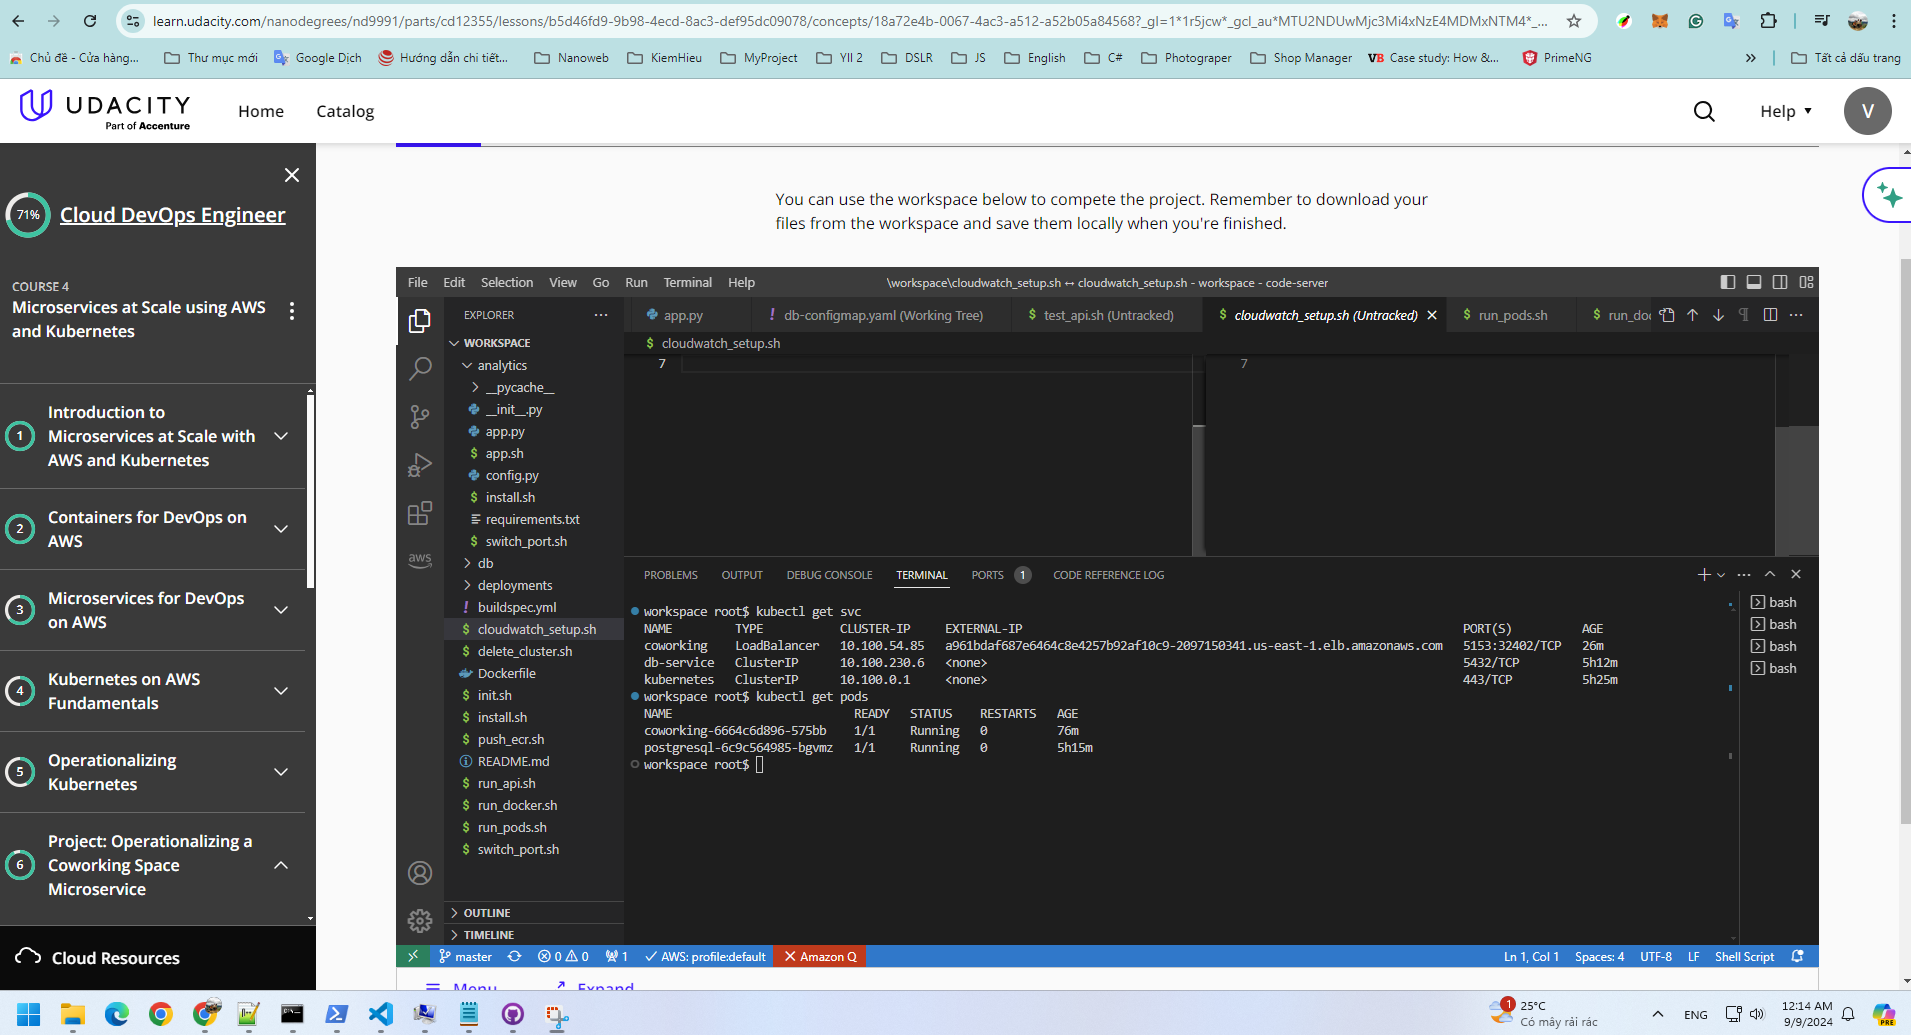 learn.udacity.com/nanodegrees/nd9991/parts/cd12355/lessons/b5d46fd9-9b98-4ecd-8ac3-def95dc09078/concepts/18a72e4b-0067-4ac3-a512-a52b05a84568?_gl=1*1r5jcw*_gcl_au*MTU2NDUwMjc3Mi4xNzE4MDMxNTM4*_...
Chủ đề - Cửa hàng...
Thư mục mới
Google Dịch
Hướng dẫn chi tiết...
Nanoweb
KiemHieu
MyProject
YII 2
DSLR
JS
English
C#
Photograper
Shop Manager
VB Case study: How &...
PrimeNG
»
Tất cả dấu trang
UDACITY
Part of Accenture
Home
Catalog
Help
V
71%
Cloud DevOps Engineer
COURSE 4
Microservices at Scale using AWS
and Kubernetes
1
Introduction to
Microservices at Scale with
AWS and Kubernetes
2
Containers for DevOps on
AWS
3
Microservices for DevOps
on AWS
4
Kubernetes on AWS
Fundamentals
5
Operationalizing
Kubernetes
6
Project: Operationalizing a
Coworking Space
Microservice
Cloud Resources
You can use the workspace below to compete the project. Remember to download your
files from the workspace and save them locally when you're finished.
File Edit Selection View Go Run Terminal Help
\workspace\cloudwatch_setup.sh ↔ cloudwatch_setup.sh - workspace - code-server
EXPLORER
WORKSPACE
analytics
__pycache__
__init__.py
app.py
$ app.sh
config.py
$ install.sh
requirements.txt
$ switch_port.sh
db
deployments
! buildspec.yml
$ cloudwatch_setup.sh
$ delete_cluster.sh
Dockerfile
$ init.sh
$ install.sh
$ push_ecr.sh
README.md
$ run_api.sh
$ run_docker.sh
$ run_pods.sh
$ switch_port.sh
OUTLINE
TIMELINE
app.py
! db-configmap.yaml (Working Tree)
$ test_api.sh (Untracked)
$ cloudwatch_setup.sh (Untracked)
$ run_pods.sh
$ run_do
$ cloudwatch_setup.sh
7
7
PROBLEMS OUTPUT DEBUG CONSOLE TERMINAL PORTS 1 CODE REFERENCE LOG
workspace root$ kubectl get svc
NAME TYPE CLUSTER-IP EXTERNAL-IP PORT(S) AGE
coworking LoadBalancer 10.100.54.85 a961bdaf687e6464c8e4257b92af10c9-2097150341.us-east-1.elb.amazonaws.com 5153:32402/TCP 26m
db-service ClusterIP 10.100.230.6 <none> 5432/TCP 5h12m
kubernetes ClusterIP 10.100.0.1 <none> 443/TCP 5h25m
workspace root$ kubectl get pods
NAME READY STATUS RESTARTS AGE
coworking-6664c6d896-575bb 1/1 Running 0 76m
postgresql-6c9c564985-bgvmz 1/1 Running 0 5h15m
workspace root$
bash
bash
bash
bash
aws
master
0 0
1
AWS: profile:default
Amazon Q
Ln 1, Col 1
Spaces: 4
UTF-8
LF
Shell Script
Menu
Expand
1
25°C
Có mây rải rác
ENG
12:14 AM
9/9/2024
PRE